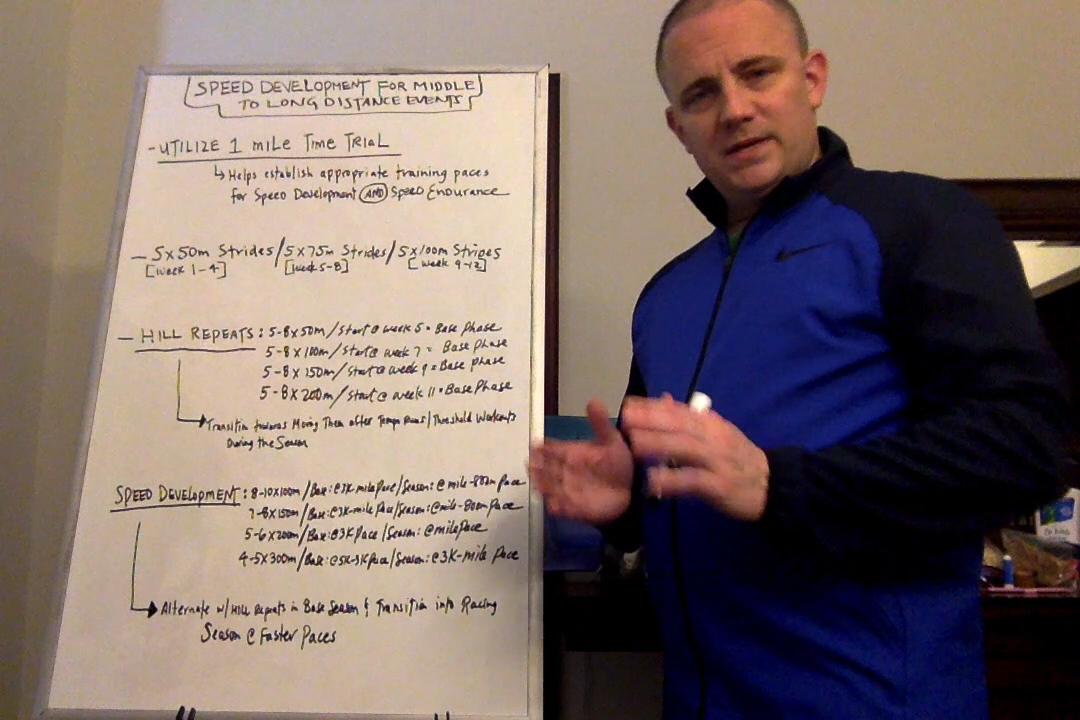 SPEED DEVELOPMENT FOR MIDDLE
TO LONG DISTANCE EVENTS
- UTILIZE 1 mile Time TRIAL
↳ Helps establish appropriate training paces
for Speed Development AND Speed Endurance
- 5x50m Strides/5x75m Strides/5x100m Strides
[Week 1-4] [Week 5-8] [Week 9-12]
- HILL REPEATS: 5-8x50m/Start @ week 5 = Base Phase
5-8x100m/Start @ week 7 = Base Phase
5-8x150m/Start @ week 9 = Base Phase
5-8x200m/Start @ week 11 = Base Phase
Transition towards Moving Them after Tempo Runs/Threshold Workouts
During the Season
SPEED DEVELOPMENT: 8-10x100m/Base: @3K-mile Pace/Season: @ mile-800m Pace
7-8x150m/Base: @3K-mile Pace/Season: @mile-800m Pace
5-6x200m/Base: @3K Pace/Season: @mile Pace
4-5x300m/Base: @5K-3K Pace/Season: @3K-mile Pace
Alternate w/ Hill Repeats in Base Season & Transition into Racing
Season @ Faster Paces